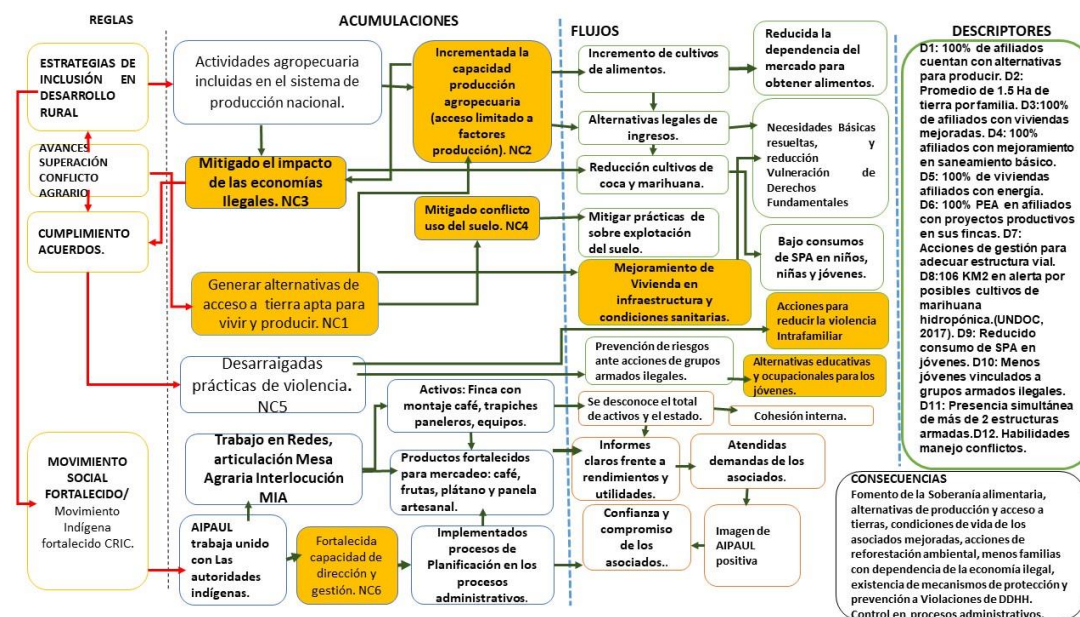 REGLAS
ESTRATEGIAS DE
INCLUSIÓN EN
DESARROLLO
RURAL
AVANCES
SUPERACIÓN
CONFLICTO
AGRARIO
CUMPLIMIENTO
ACUERDOS.
MOVIMIENTO
SOCIAL
FORTALECIDO/
Movimiento
Indígena
fortalecido CRIC.
ACUMULACIONES
Actividades agropecuaria
incluidas en el sistema de
producción nacional.
Incrementada la
capacidad
producción
agropecuaria
(acceso limitado a
factores
producción). NC2
Mitigado el impacto
de las economías
Ilegales. NC3
Mitigado conflicto
uso del suelo. NC4
Generar alternativas de
acceso a tierra apta para
vivir y producir. NC1
Desarraigadas
prácticas de violencia.
NC5
Activos: Finca con
montaje café, trapiches
paneleros, equipos.
Trabajo en Redes,
articulación Mesa
Agraria Interlocución
MIA
Productos fortalecidos
para mercadeo: café,
frutas, plátano y panela
artesanal.
AIPAUL
trabaja unido
con Las
autoridades
indígenas.
Fortalecida
capacidad de
dirección y
gestión. NC6
Implementados
procesos de
Planificación en los
procesos
administrativos.
FLUJOS
Incremento de cultivos
de alimentos.
Reducida la
dependencia del
mercado para
obtener alimentos.
Alternativas legales de
ingresos.
Necesidades Básicas
resueltas, y
reducción
Vulneración de
Derechos
Fundamentales
Reducción cultivos de
coca y marihuana.
Mitigar prácticas de
sobre explotación
del suelo.
Bajo consumos
de SPA en niños,
niñas y jóvenes.
Mejoramiento de
Vivienda en
infraestructura y
condiciones sanitarias.
Acciones para
reducir la violencia
Intrafamiliar
Prevención de riesgos
ante acciones de grupos
armados ilegales.
Alternativas educativas
y ocupacionales para los
jóvenes.
Se desconoce el total
de activos y el estado.
Cohesión interna.
Informes
claros frente a
rendimientos y
utilidades.
Atendidas
demandas de los
asociados.
Confianza y
compromiso
de los
asociados..
Imagen de
AIPAUL
positiva
DESCRIPTORES
D1: 100% de afiliados
cuentan con alternativas
para producir. D2:
Promedio de 1.5 Ha de
tierra por familia. D3:100%
de afiliados con viviendas
mejoradas. D4: 100%
afiliados con mejoramiento
en saneamiento básico.
D5: 100% de viviendas
afiliados con energía.
D6: 100% PEA en afiliados
con proyectos productivos
en sus fincas. D7:
Acciones de gestión para
adecuar estructura vial.
D8:106 KM2 en alerta por
posibles cultivos de
marihuana
hidropónica.(UNDOC,
2017). D9: Reducido
consumo de SPA en
jóvenes. D10: Menos
jóvenes vinculados a
grupos armados ilegales.
D11: Presencia simultánea
de más de 2 estructuras
armadas.D12. Habilidades
manejo conflictos.
CONSECUENCIAS
Fomento de la Soberanía alimentaria,
alternativas de producción y acceso a
tierras, condiciones de vida de los
asociados mejoradas, acciones de
reforestación ambiental, menos familias
con dependencia de la economía ilegal,
existencia de mecanismos de protección y
prevención a Violaciones de DDHH.
Control en procesos administrativos.